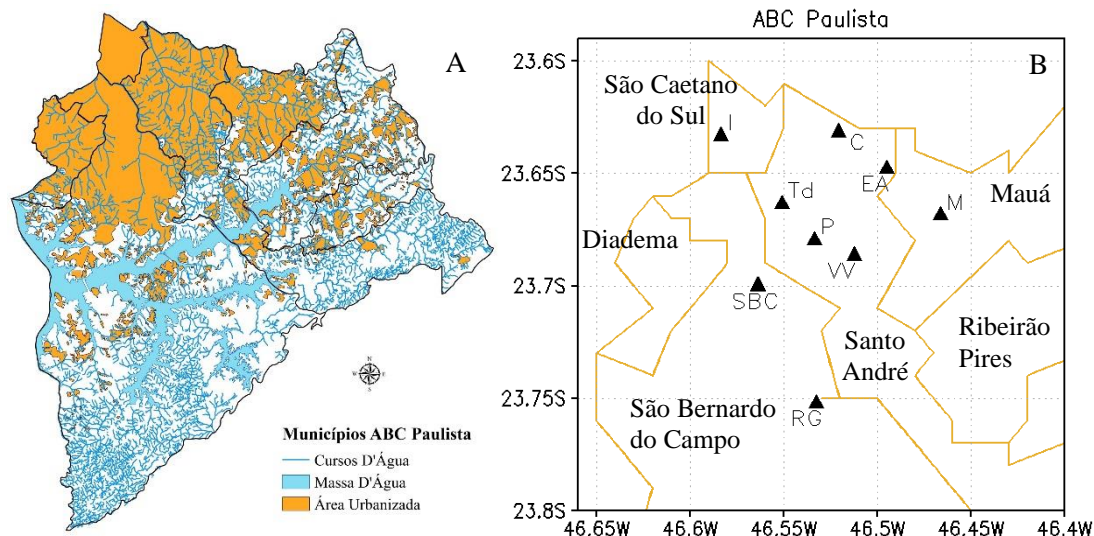 A
N
W E
S
Municípios ABC Paulista
Cursos D'Água
Massa D'Água
Área Urbanizada
ABC Paulista
B
23.6S
23.65S
23.7S
23.75S
23.8S
São Caetano
do Sul
I
C
EA
Td
M
Mauá
P
Diadema
VV
SBC
Santo
André
Ribeirão
Pires
RG
São Bernardo
do Campo
46.65W 46.6W 46.55W 46.5W 46.45W 46.4W